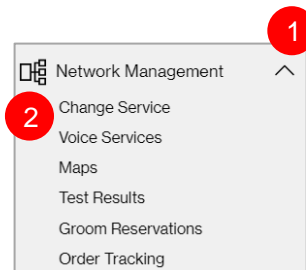 1
Network Management
2
Change Service
Voice Services
Maps
Test Results
Groom Reservations
Order Tracking